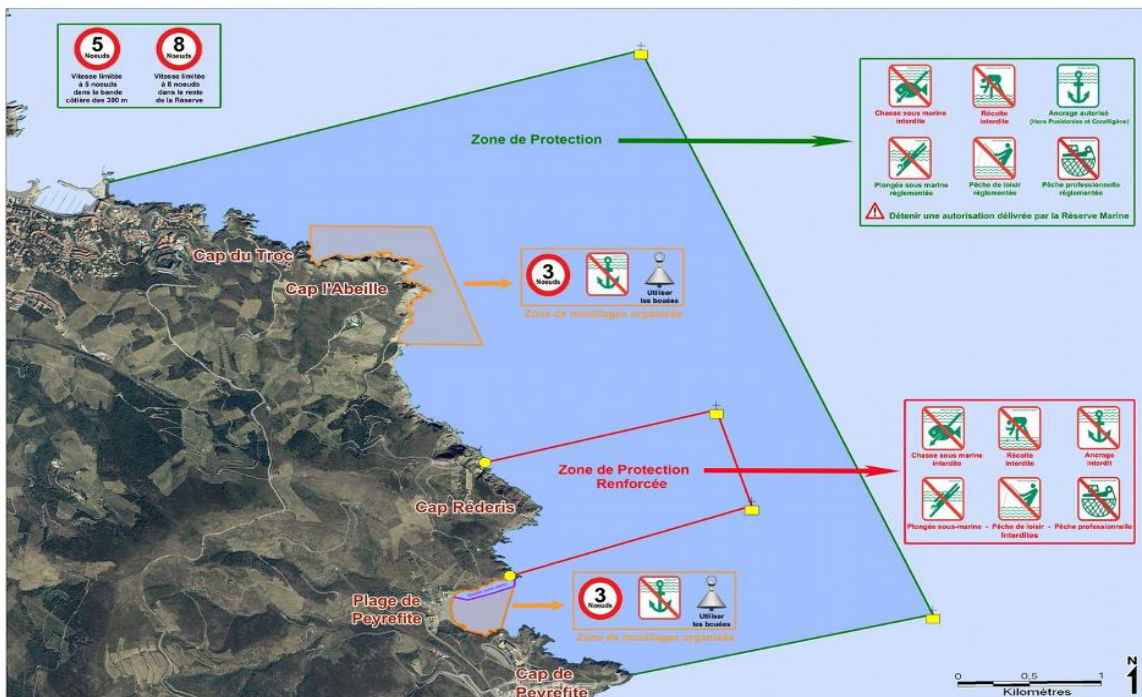 5
Noeuds
Vitesse limitée
à 5 noeuds
dans la bande
côtière des 300 m
8
Noeuds
Vitesse limitée
à 8 noeuds
dans le reste
de la Réserve
Zone de Protection
Chasse sous marine
interdite
Récolte
interdite
Ancrage autorisé
(Hors Posidonies et Coralligène)
Plongée sous marine
règlementée
Pêche de loisir
règlementée
Pêche professionnelle
règlementée
Détenir une autorisation délivrée par la Réserve Marine
Cap du Troc
Cap l'Abeille
3
Noeuds
Utiliser
les bouées
Zone de mouillages organisés
Zone de Protection
Renforcée
Chasse sous marine
interdite
Récolte
interdite
Ancrage
interdit
Plongée sous-marine - Pêche de loisir - Pêche professionnelle
Interdites
Cap Réderis
Plage de
Peyrefite
3
Noeuds
Utiliser
les bouées
Zone de mouillages organisés
Cap de
Peyrefite
0 0,5 1
Kilomètres
N